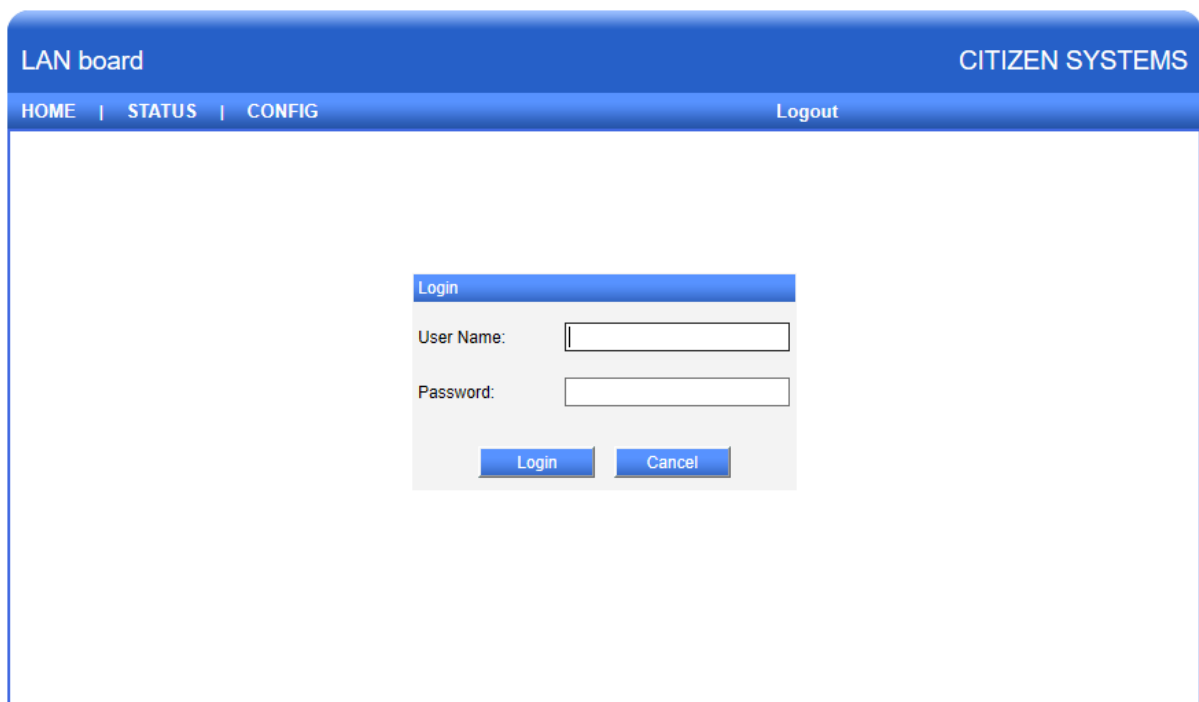 LAN board CITIZEN SYSTEMS
HOME | STATUS | CONFIG Logout
Login
User Name:
Password:
Login Cancel